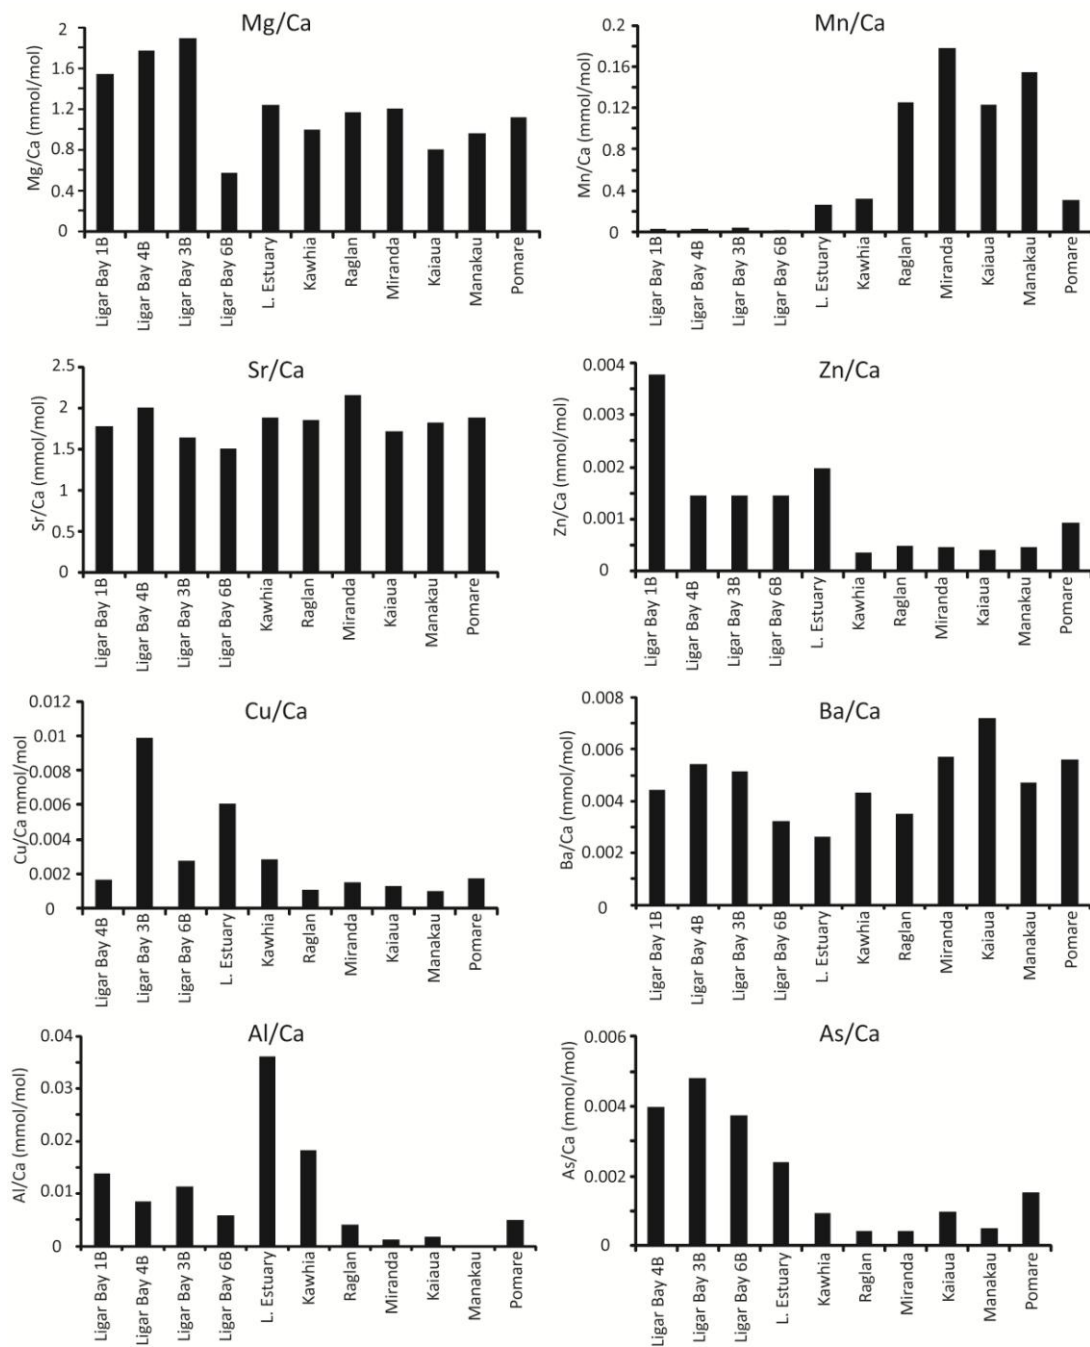 Mg/Ca
Mg/Ca (mmol/mol)
2
1.6
1.2
0.8
0.4
0
Ligar Bay 1B
Ligar Bay 4B
Ligar Bay 3B
Ligar Bay 6B
L. Estuary
Kawhia
Raglan
Miranda
Kaiaua
Manakau
Pomare
Mn/Ca
Mn/Ca (mmol/mol)
0.2
0.16
0.12
0.8
0.4
0
Ligar Bay 1B
Ligar Bay 4B
Ligar Bay 3B
Ligar Bay 6B
L. Estuary
Kawhia
Raglan
Miranda
Kaiaua
Manakau
Pomare
Sr/Ca
Sr/Ca (mmol/mol)
2.5
2
1.5
1
0.5
0
Ligar Bay 1B
Ligar Bay 4B
Ligar Bay 3B
Ligar Bay 6B
Kawhia
Raglan
Miranda
Kaiaua
Manakau
Pomare
Zn/Ca
Zn/Ca (mmol/mol)
0.004
0.003
0.002
0.001
0
Ligar Bay 1B
Ligar Bay 4B
Ligar Bay 3B
Ligar Bay 6B
L. Estuary
Kawhia
Raglan
Miranda
Kaiaua
Manakau
Pomare
Cu/Ca
Cu/Ca mmol/mol
0.012
0.01
0.008
0.006
0.004
0.002
0
Ligar Bay 4B
Ligar Bay 3B
Ligar Bay 6B
L. Estuary
Kawhia
Raglan
Miranda
Kaiaua
Manakau
Pomare
Ba/Ca
Ba/Ca (mmol/mol)
0.008
0.006
0.004
0.002
0
Ligar Bay 1B
Ligar Bay 4B
Ligar Bay 3B
Ligar Bay 6B
L. Estuary
Kawhia
Raglan
Miranda
Kaiaua
Manakau
Pomare
Al/Ca
Al/Ca (mmol/mol)
0.04
0.03
0.02
0.01
0
Ligar Bay 1B
Ligar Bay 4B
Ligar Bay 3B
Ligar Bay 6B
L. Estuary
Kawhia
Raglan
Miranda
Kaiaua
Manakau
Pomare
As/Ca
As/Ca (mmol/mol)
0.006
0.004
0.002
0
Ligar Bay 4B
Ligar Bay 3B
Ligar Bay 6B
L. Estuary
Kawhia
Raglan
Miranda
Kaiaua
Manakau
Pomare